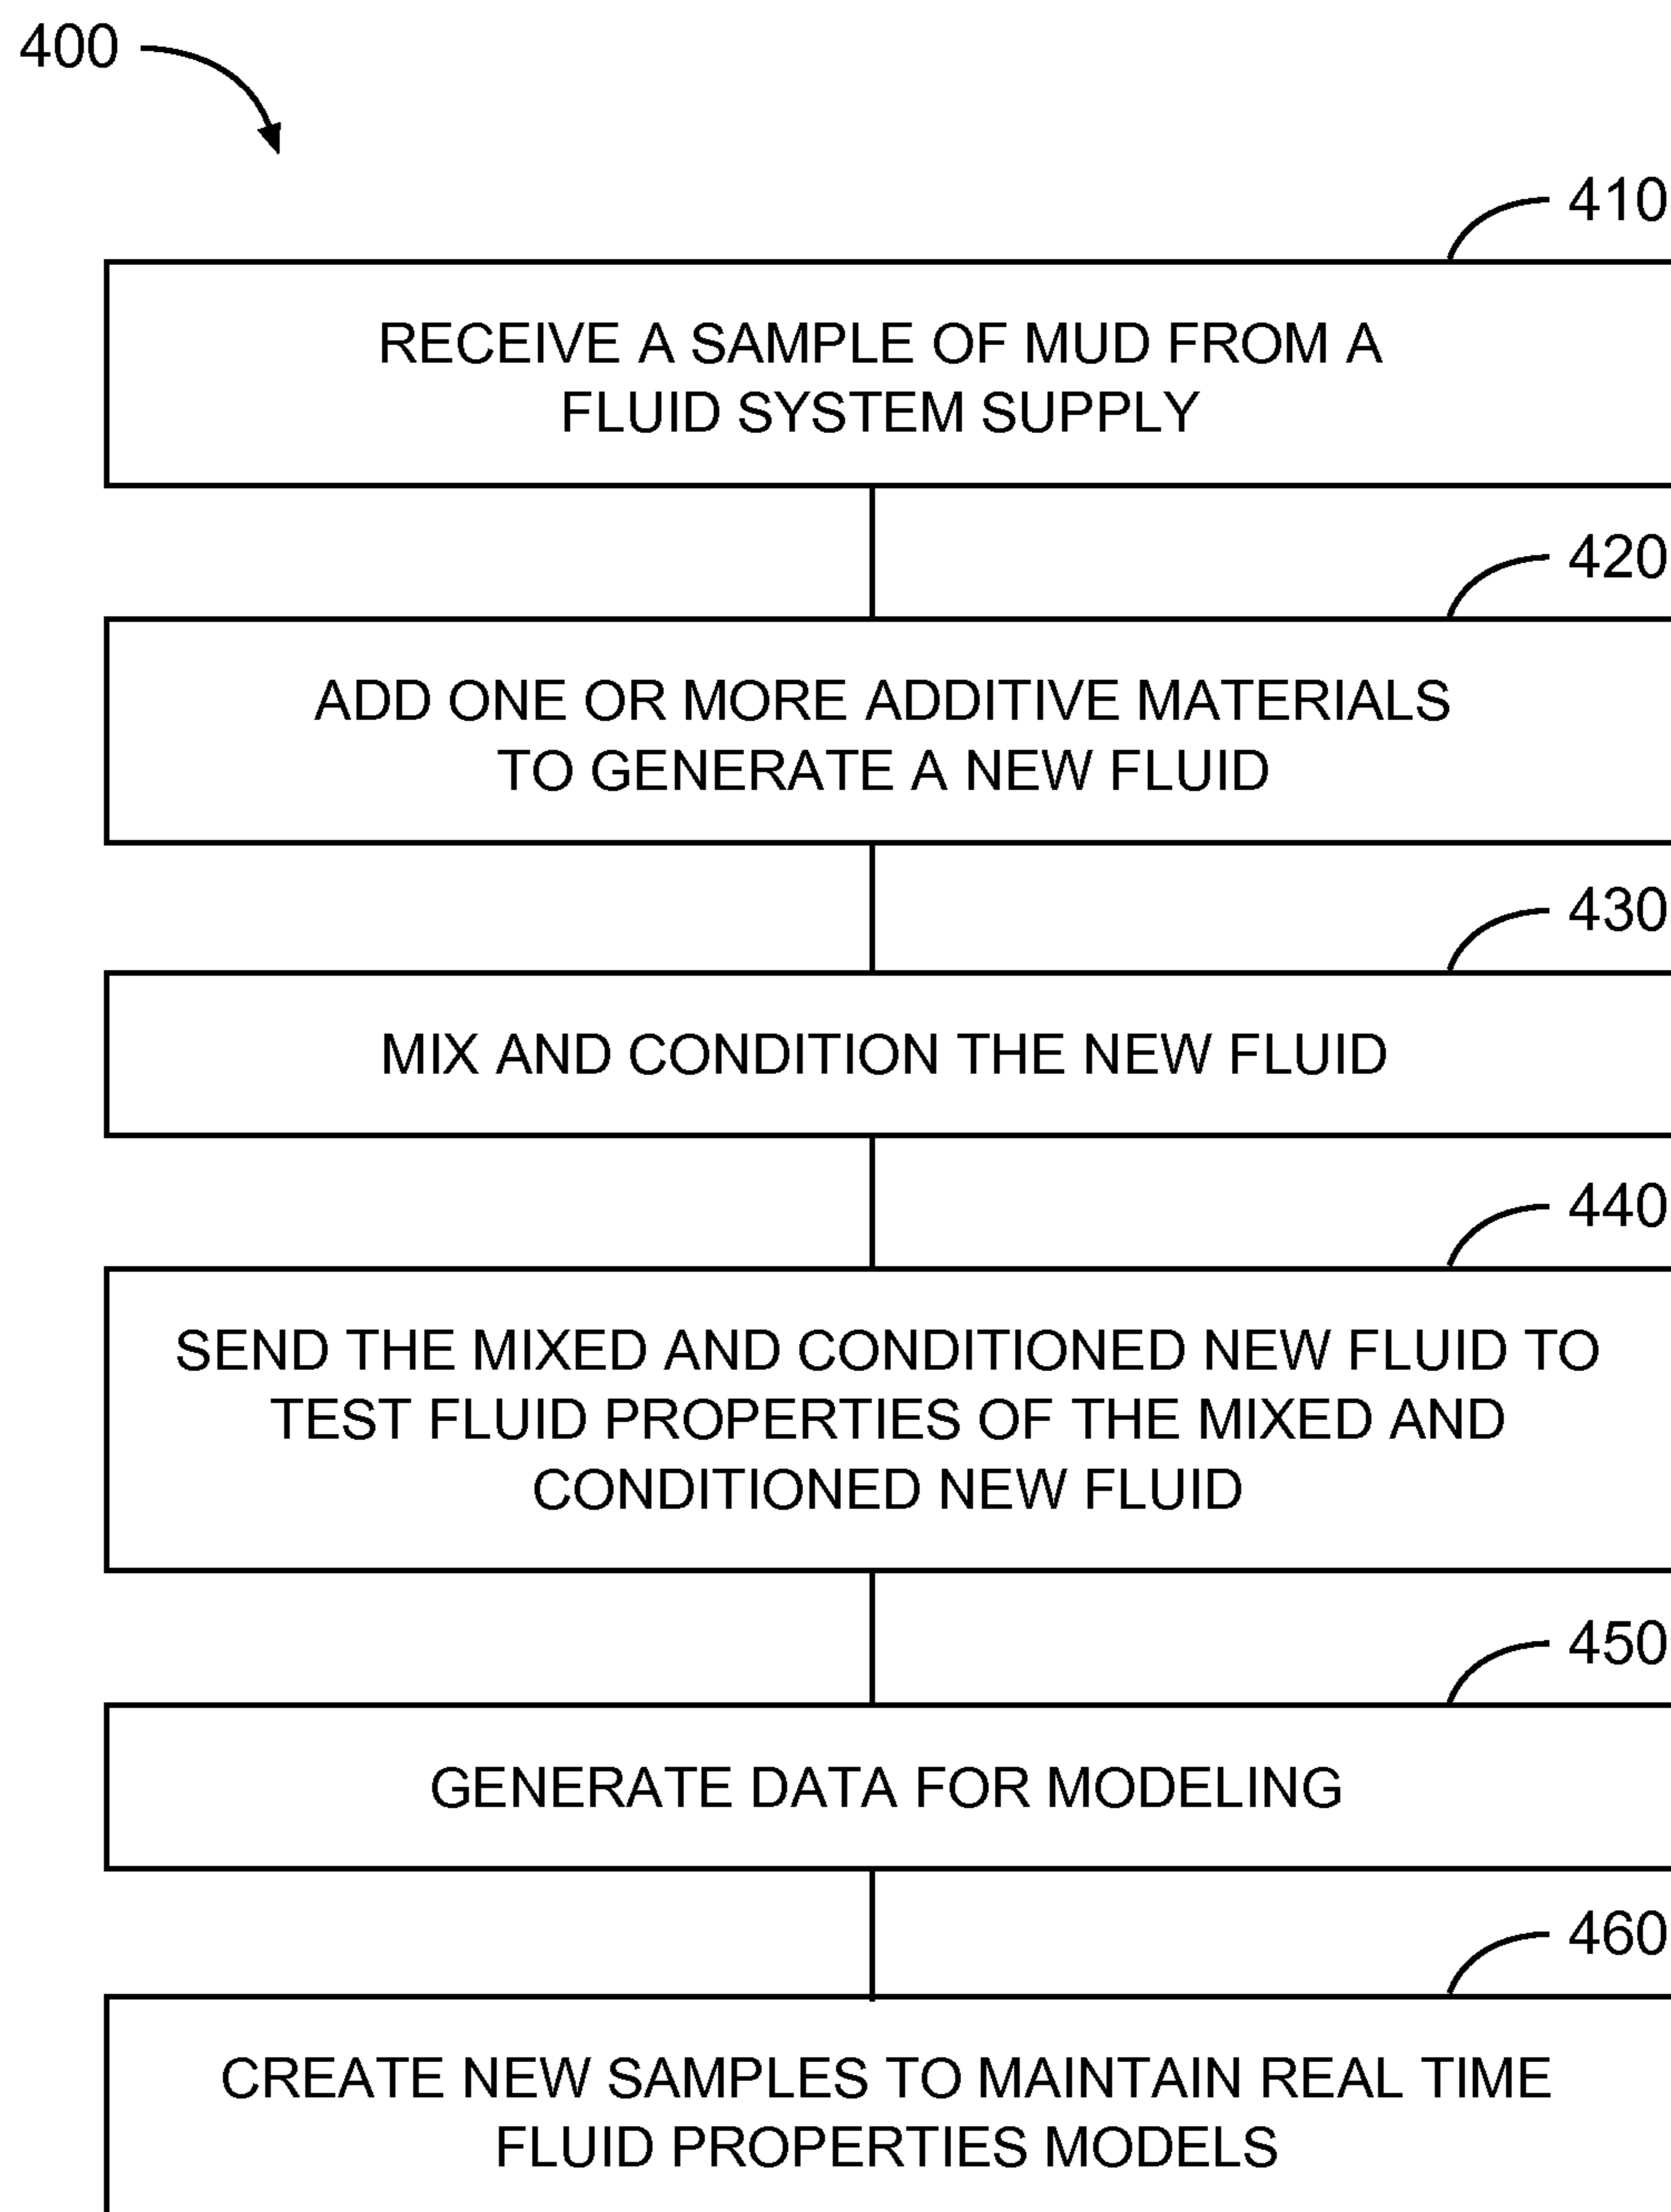 400
410
RECEIVE A SAMPLE OF MUD FROM A
FLUID SYSTEM SUPPLY
420
ADD ONE OR MORE ADDITIVE MATERIALS
TO GENERATE A NEW FLUID
430
MIX AND CONDITION THE NEW FLUID
440
SEND THE MIXED AND CONDITIONED NEW FLUID TO
TEST FLUID PROPERTIES OF THE MIXED AND
CONDITIONED NEW FLUID
450
GENERATE DATA FOR MODELING
460
CREATE NEW SAMPLES TO MAINTAIN REAL TIME
FLUID PROPERTIES MODELS